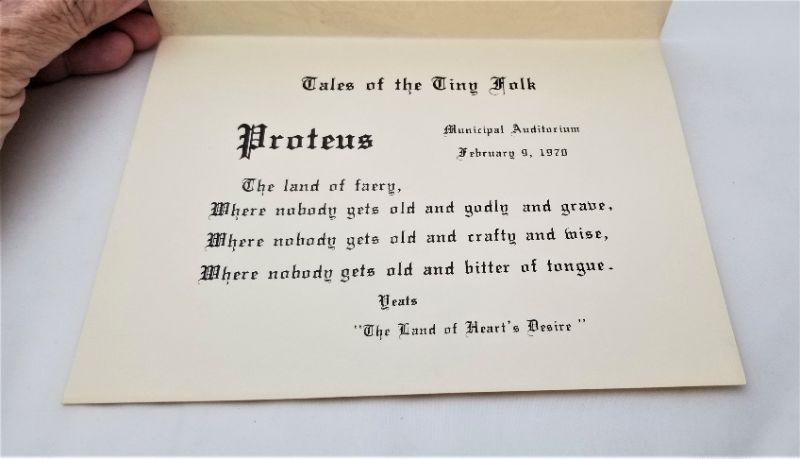 Tales of the Tiny Folk
Proteus
Municipal Auditorium
February 9, 1970
The land of faery,
Where nobody gets old and godly and grave,
Where nobody gets old and crafty and wise,
Where nobody gets old and bitter of tongue.
Yeats
"The Land of Heart's Desire"